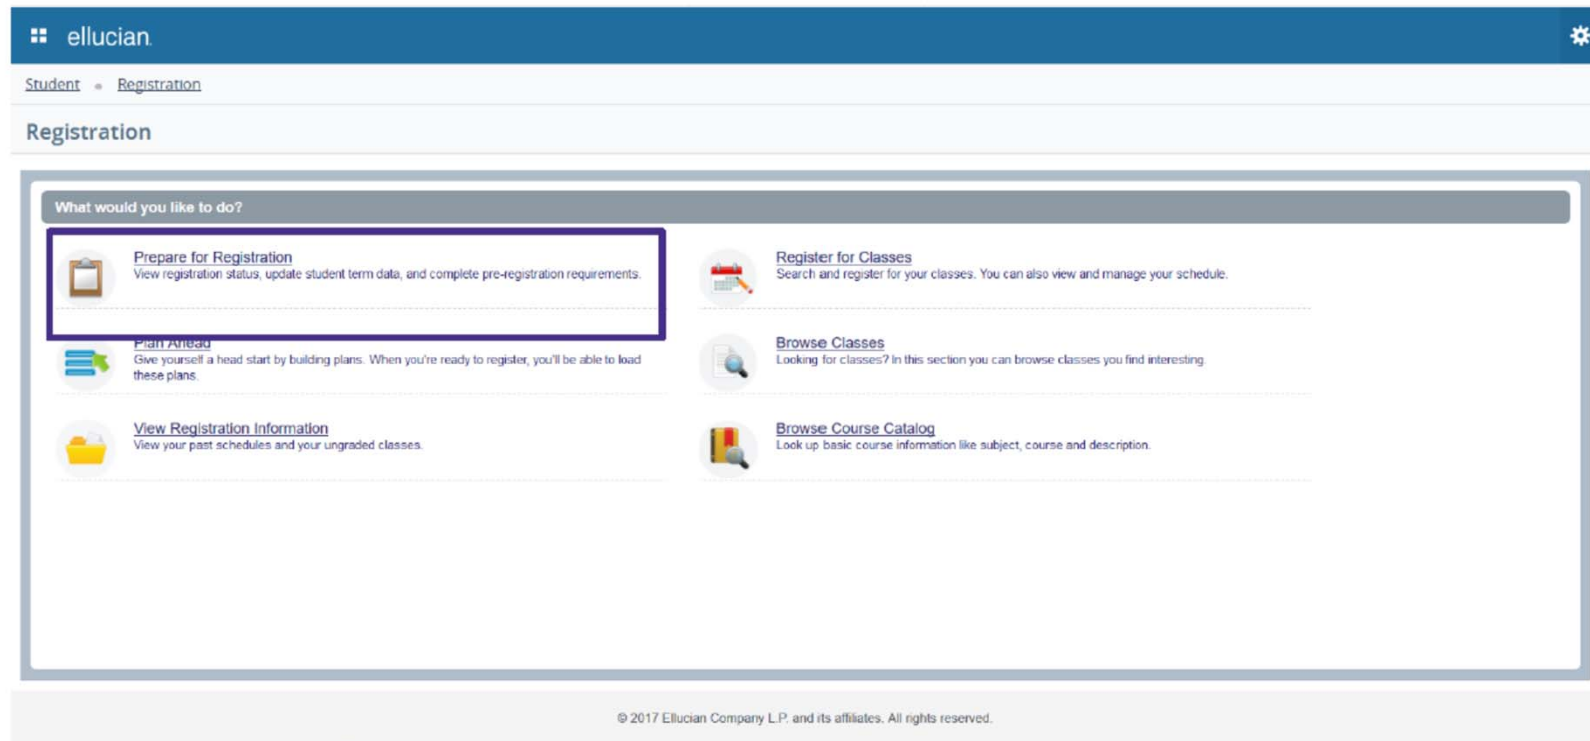 ellucian
Student • Registration
Registration
What would you like to do?
Prepare for Registration
View registration status, update student term data, and complete pre-registration requirements.
Register for Classes
Search and register for your classes. You can also view and manage your schedule.
Plan Ahead
Give yourself a head start by building plans. When you're ready to register, you'll be able to load
these plans.
Browse Classes
Looking for classes? In this section you can browse classes you find interesting.
View Registration Information
View your past schedules and your ungraded classes.
Browse Course Catalog
Look up basic course information like subject, course and description.
© 2017 Ellucian Company L.P. and its affiliates. All rights reserved.